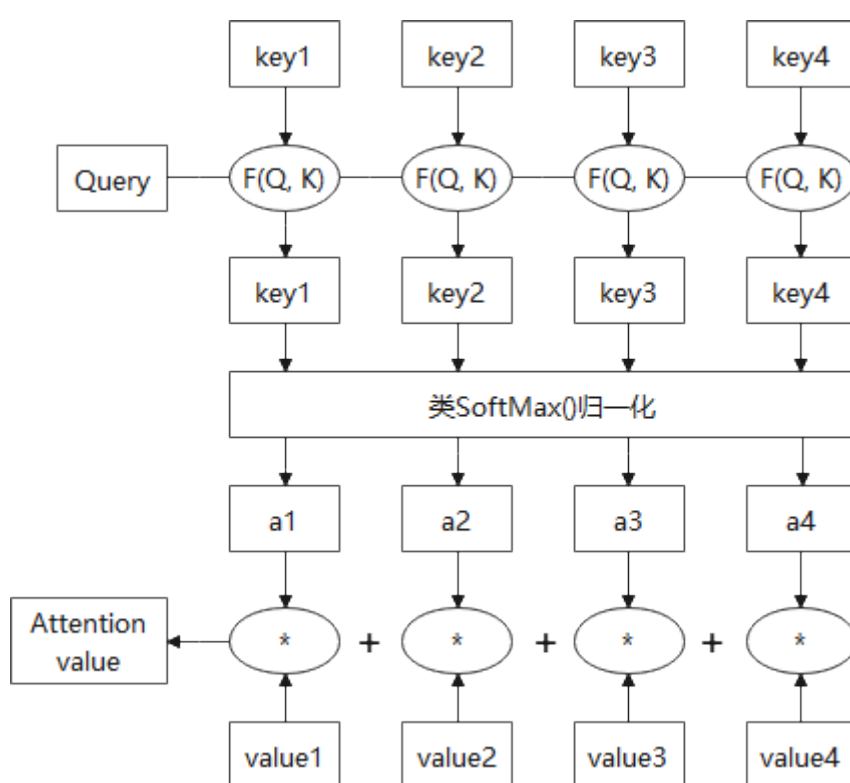 key1 key2 key3 key4
Query F(Q, K) F(Q, K) F(Q, K) F(Q, K)
key1 key2 key3 key4
类SoftMax()归一化
a1 a2 a3 a4
Attention
value
* + * + * + *
value1 value2 value3 value4